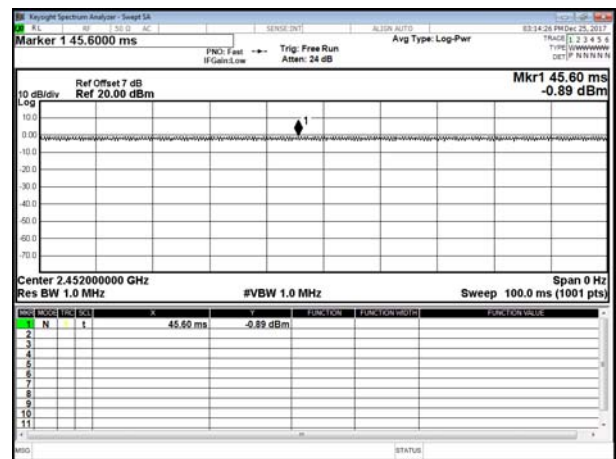 Keysight Spectrum Analyzer - Swept SA
RL RF 50 Ω AC SENSE:INT ALIGN AUTO 03:14:26 PM Dec 25, 2017
Marker 1 45.6000 ms
PNO: Fast
IFGain:Low
Trig: Free Run
Atten: 24 dB
Avg Type: Log-Pwr
TRACE 1 2 3 4 5 6
TYPE WWWWWW
DET P N N N N N
Ref Offset 7 dB
Ref 20.00 dBm
10 dB/div
Log
Mkr1 45.60 ms
-0.89 dBm
10.0
0.00
-10.0
-20.0
-30.0
-40.0
-50.0
-60.0
-70.0
1
Center 2.452000000 GHz
Res BW 1.0 MHz
#VBW 1.0 MHz
Span 0 Hz
Sweep 100.0 ms (1001 pts)
MKR MODE TRC SCL X Y FUNCTION FUNCTION WIDTH FUNCTION VALUE
1 N 1 t 45.60 ms -0.89 dBm
2
3
4
5
6
7
8
9
10
11
MSG STATUS